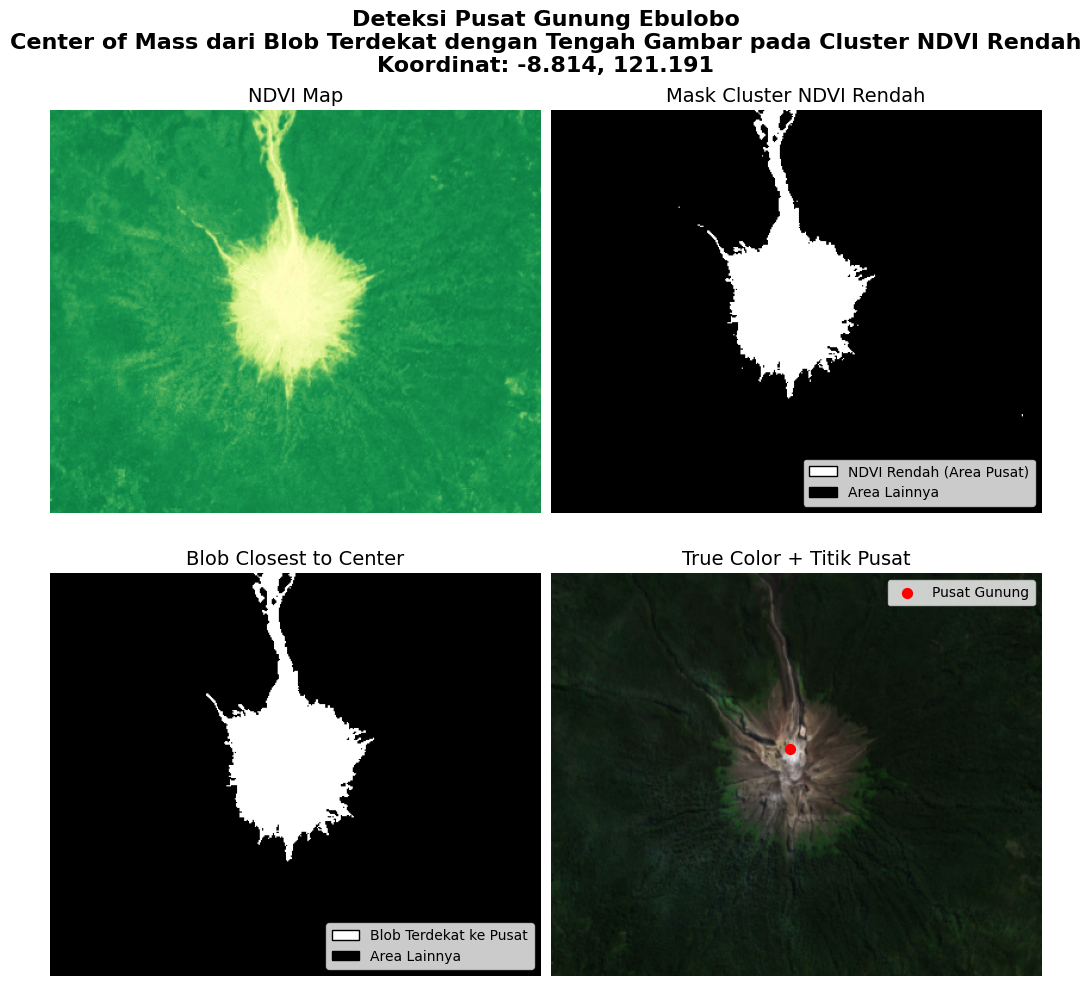 Deteksi Pusat Gunung Ebulobo
Center of Mass dari Blob Terdekat dengan Tengah Gambar pada Cluster NDVI Rendah
Koordinat: -8.814, 121.191
NDVI Map
Mask Cluster NDVI Rendah
NDVI Rendah (Area Pusat)
Area Lainnya
Blob Closest to Center
True Color + Titik Pusat
Pusat Gunung
Blob Terdekat ke Pusat
Area Lainnya